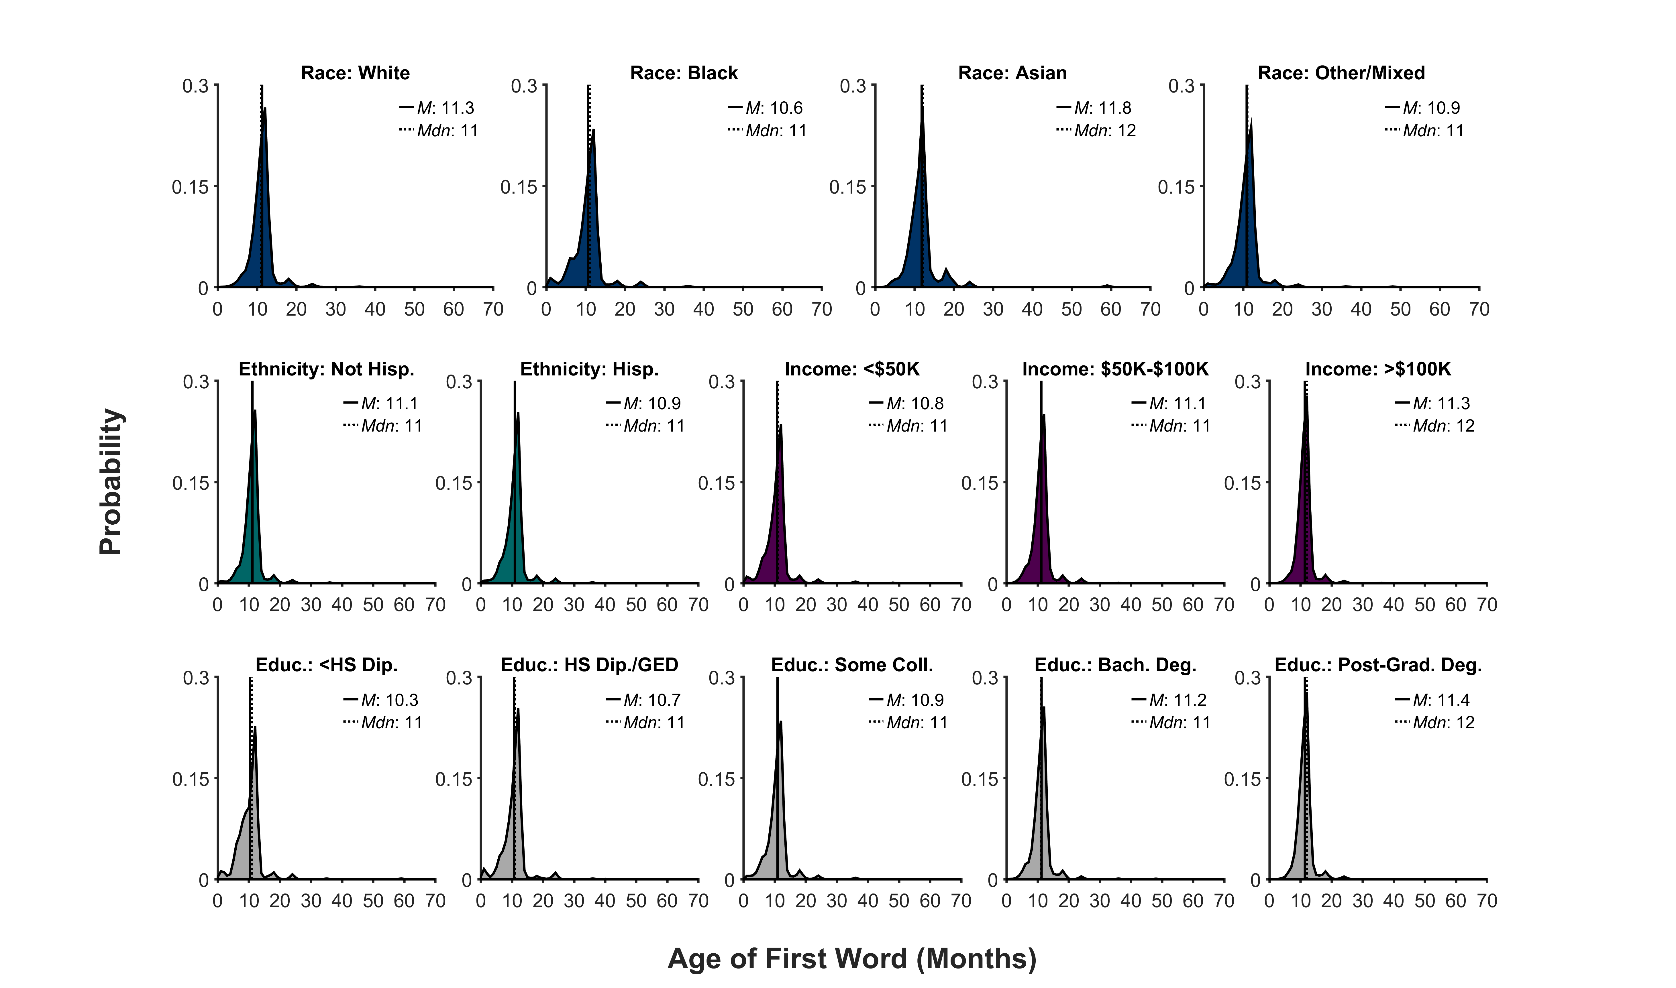 Race: White
Race: Black
Race: Asian
Race: Other/Mixed
0.3
M: 11.3
Mdn: 11
0.15
0
0 10 20 30 40 50 60 70
0.3
M: 10.6
Mdn: 11
0.15
0
0 10 20 30 40 50 60 70
0.3
M: 11.8
Mdn: 12
0.15
0
0 10 20 30 40 50 60 70
0.3
M: 10.9
Mdn: 11
0.15
0
0 10 20 30 40 50 60 70
Probability
Ethnicity: Not Hisp.
Ethnicity: Hisp.
Income: <$50K
Income: $50K-$100K
Income: >$100K
0.3
M: 11.1
Mdn: 11
0.15
0
0 10 20 30 40 50 60 70
0.3
M: 10.9
Mdn: 11
0.15
0
0 10 20 30 40 50 60 70
0.3
M: 10.8
Mdn: 11
0.15
0
0 10 20 30 40 50 60 70
0.3
M: 11.1
Mdn: 11
0.15
0
0 10 20 30 40 50 60 70
0.3
M: 11.3
Mdn: 12
0.15
0
0 10 20 30 40 50 60 70
Educ.: <HS Dip.
Educ.: HS Dip./GED
Educ.: Some Coll.
Educ.: Bach. Deg.
Educ.: Post-Grad. Deg.
0.3
M: 10.3
Mdn: 11
0.15
0
0 10 20 30 40 50 60 70
0.3
M: 10.7
Mdn: 11
0.15
0
0 10 20 30 40 50 60 70
0.3
M: 10.9
Mdn: 11
0.15
0
0 10 20 30 40 50 60 70
0.3
M: 11.2
Mdn: 11
0.15
0
0 10 20 30 40 50 60 70
0.3
M: 11.4
Mdn: 12
0.15
0
0 10 20 30 40 50 60 70
Age of First Word (Months)